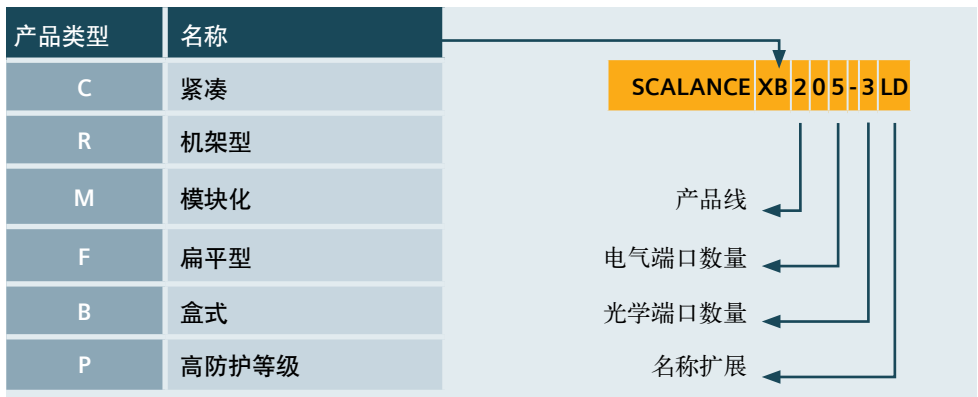 产品类型 名称
C 紧凑
R 机架型
M 模块化
F 扁平型
B 盒式
P 高防护等级
SCALANCE XB 2 0 5 - 3 LD
产品线
电气端口数量
光学端口数量
名称扩展